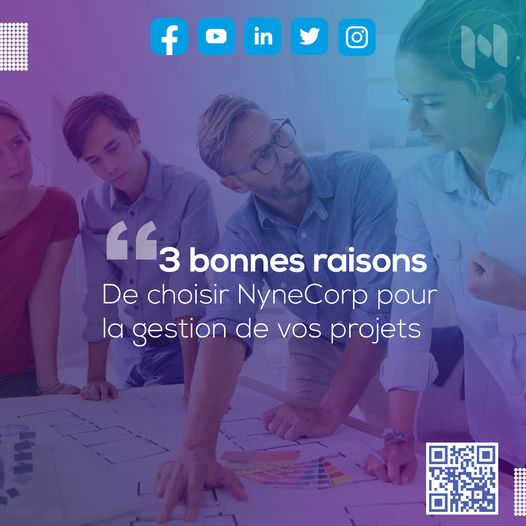 3 bonnes raisons
De choisir NyneCorp pour
la gestion de vos projets